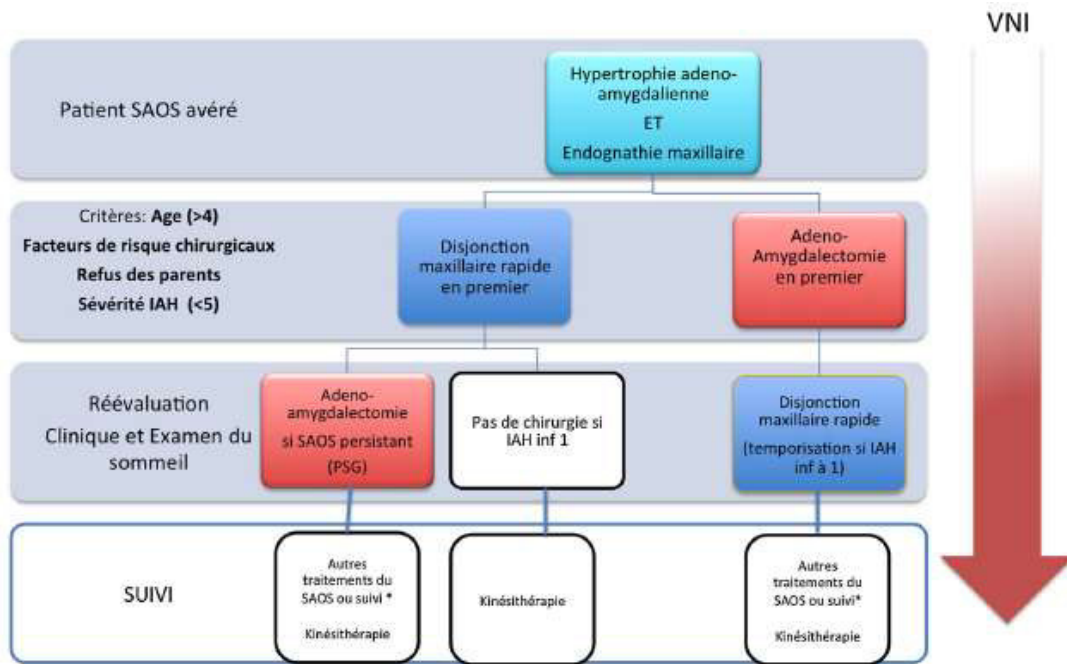 VNI
Patient SAOS avéré
Hypertrophie adeno-
amygdalienne
ET
Endognathie maxillaire
Critères: Age (>4)
Facteurs de risque chirurgicaux
Refus des parents
Sévérité IAH (<5)
Disjonction
maxillaire rapide
en premier
Adeno-
Amygdalectomie
en premier
Réévaluation
Clinique et Examen du
sommeil
Adeno-
amygdalectomie
si SAOS persistant
(PSG)
Pas de chirurgie si
IAH inf 1
Disjonction
maxillaire rapide
(temporisation si IAH
inf à 1)
SUIVI
Autres
traitements du
SAOS ou suivi *
Kinésithérapie
Kinésithérapie
Autres
traitements du
SAOS ou suivi*
Kinésithérapie